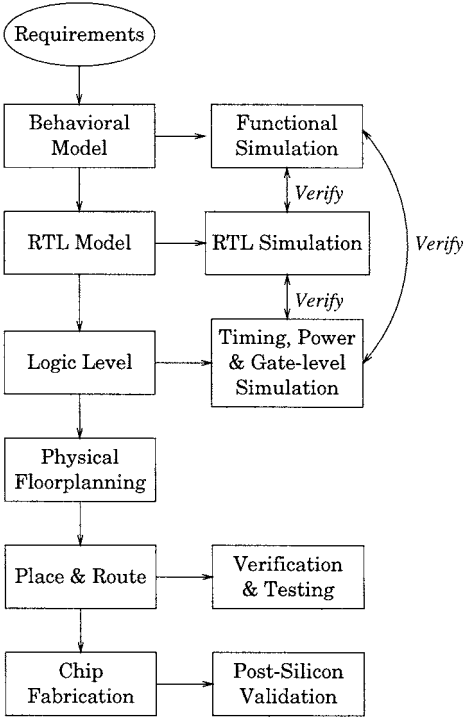 Requirements
Behavioral
Model
Functional
Simulation
Verify
RTL Model
RTL Simulation
Verify
Verify
Logic Level
Timing, Power
& Gate-level
Simulation
Physical
Floorplanning
Place & Route
Verification
& Testing
Chip
Fabrication
Post-Silicon
Validation